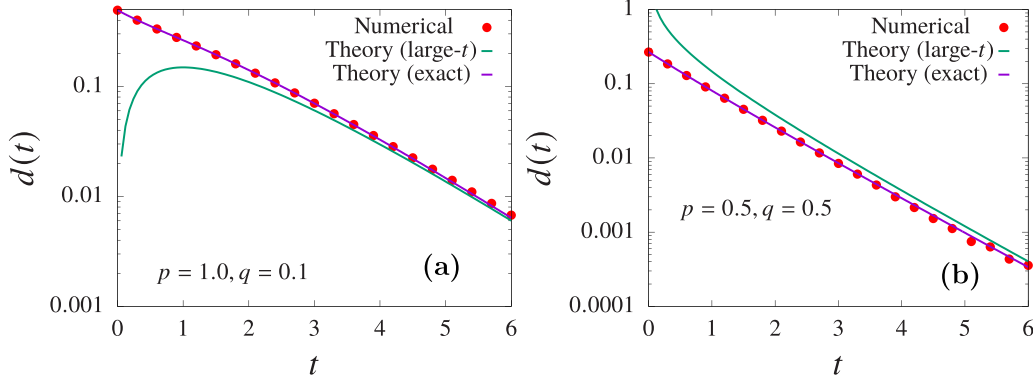 Numerical
Theory (large-t)
Theory (exact)
d(t)
0.1
0.01
0.001
p = 1.0, q = 0.1
(a)
0 1 2 3 4 5 6
t
Numerical
Theory (large-t)
Theory (exact)
d(t)
1
0.1
0.01
0.001
0.0001
p = 0.5, q = 0.5
(b)
0 1 2 3 4 5 6
t